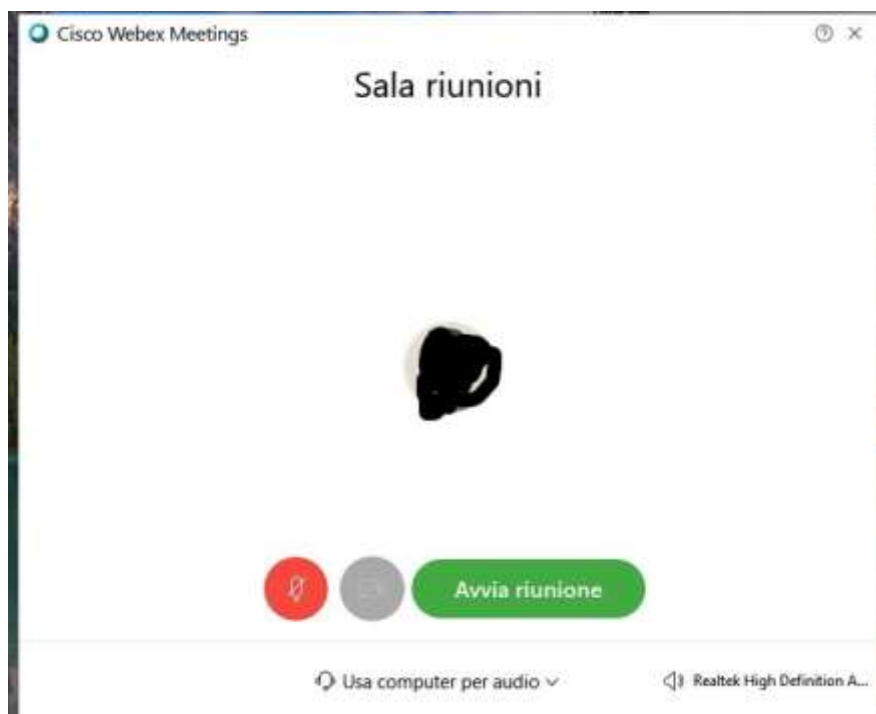 Cisco Webex Meetings
Sala riunioni
Avvia riunione
Usa computer per audio
Realtek High Definition A...